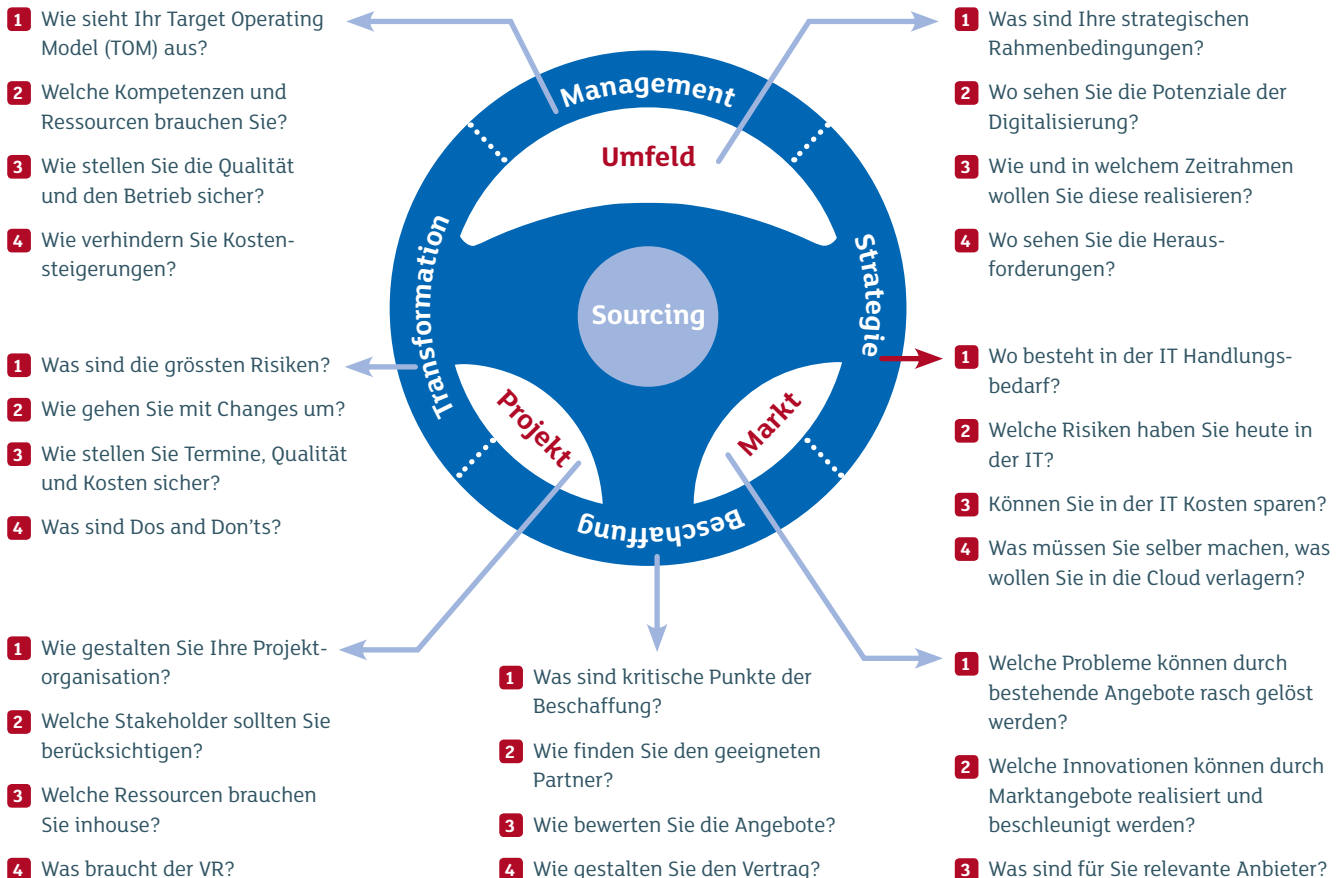 1 Wie sieht Ihr Target Operating
Model (TOM) aus?
2 Welche Kompetenzen und
Ressourcen brauchen Sie?
3 Wie stellen Sie die Qualität
und den Betrieb sicher?
4 Wie verhindern Sie Kosten-
steigerungen?
1 Was sind die grössten Risiken?
2 Wie gehen Sie mit Changes um?
3 Wie stellen Sie Termine, Qualität
und Kosten sicher?
4 Was sind Dos and Don'ts?
1 Wie gestalten Sie Ihre Projekt-
organisation?
2 Welche Stakeholder sollten Sie
berücksichtigen?
3 Welche Ressourcen brauchen
Sie inhouse?
4 Was braucht der VR?
Management
Umfeld
Transformation
Strategie
Sourcing
Projekt
Markt
Beschaffung
1 Was sind kritische Punkte der
Beschaffung?
2 Wie finden Sie den geeigneten
Partner?
3 Wie bewerten Sie die Angebote?
4 Wie gestalten Sie den Vertrag?
1 Was sind Ihre strategischen
Rahmenbedingungen?
2 Wo sehen Sie die Potenziale der
Digitalisierung?
3 Wie und in welchem Zeitrahmen
wollen Sie diese realisieren?
4 Wo sehen Sie die Heraus-
forderungen?
1 Wo besteht in der IT Handlungs-
bedarf?
2 Welche Risiken haben Sie heute in
der IT?
3 Können Sie in der IT Kosten sparen?
4 Was müssen Sie selber machen, was
wollen Sie in die Cloud verlagern?
1 Welche Probleme können durch
bestehende Angebote rasch gelöst
werden?
2 Welche Innovationen können durch
Marktangebote realisiert und
beschleunigt werden?
3 Was sind für Sie relevante Anbieter?